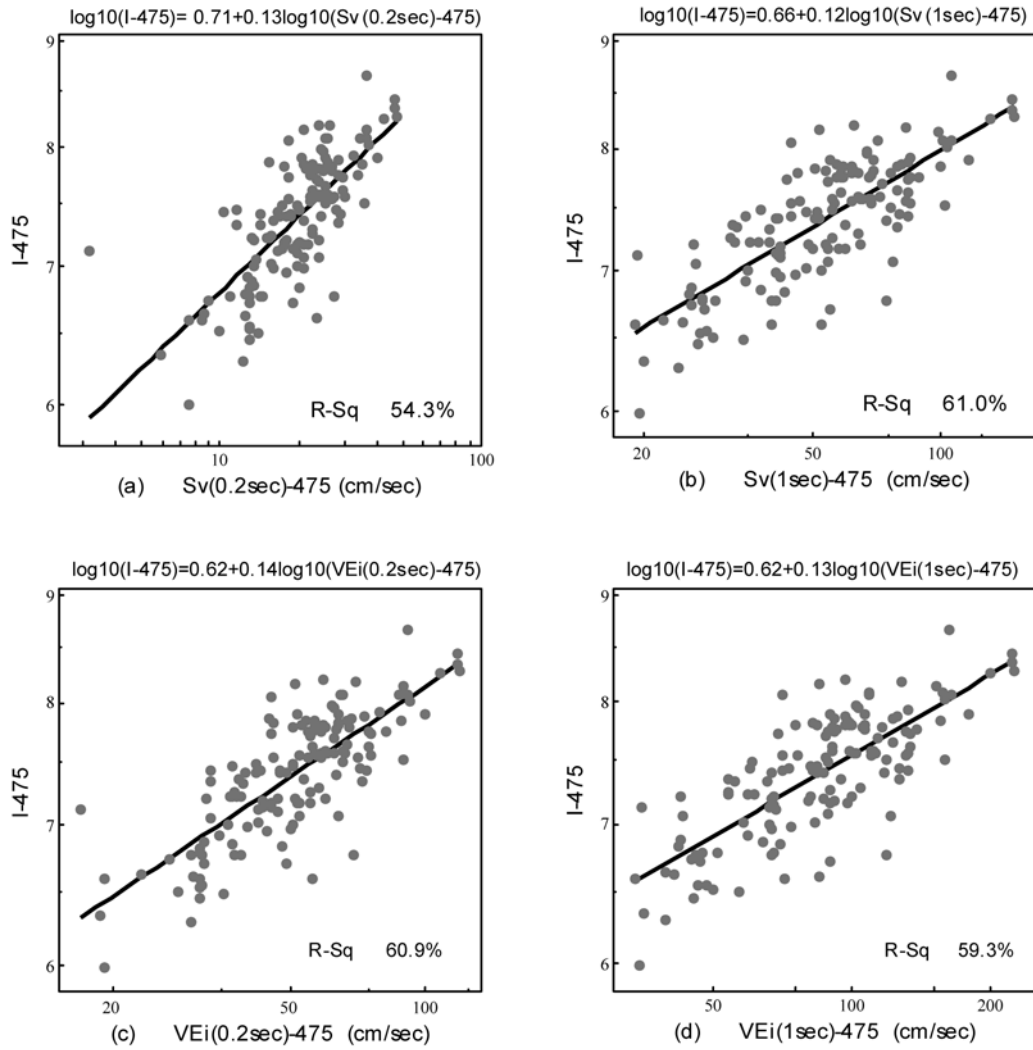 log10(I-475)= 0.71+0.13log10(Sv(0.2sec)-475)
9
8
7
6
I-475
R-Sq 54.3%
10 100
(a) Sv(0.2sec)-475 (cm/sec)
log10(I-475)=0.66+0.12log10(Sv(1sec)-475)
9
8
7
6
I-475
R-Sq 61.0%
20 50 100
(b) Sv(1sec)-475 (cm/sec)
log10(I-475)=0.62+0.14log10(VEi(0.2sec)-475)
9
8
7
6
I-475
R-Sq 60.9%
20 50 100
(c) VEi(0.2sec)-475 (cm/sec)
log10(I-475)=0.62+0.13log10(VEi(1sec)-475)
9
8
7
6
I-475
R-Sq 59.3%
50 100 200
(d) VEi(1sec)-475 (cm/sec)